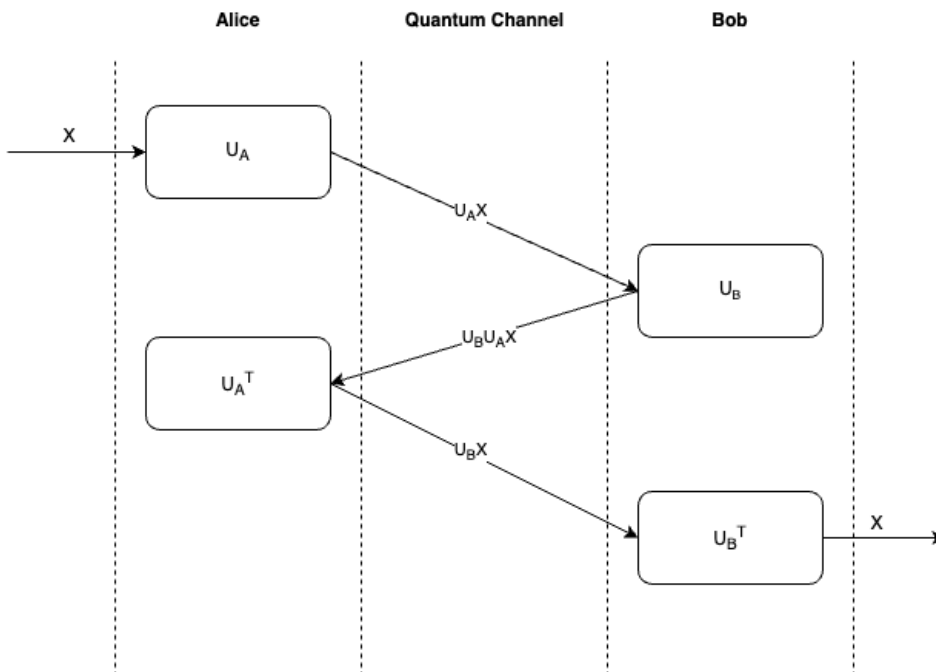 Alice Quantum Channel Bob
X
U_A
U_AX
U_B
U_BU_AX
U_A^T
U_BX
U_B^T
X